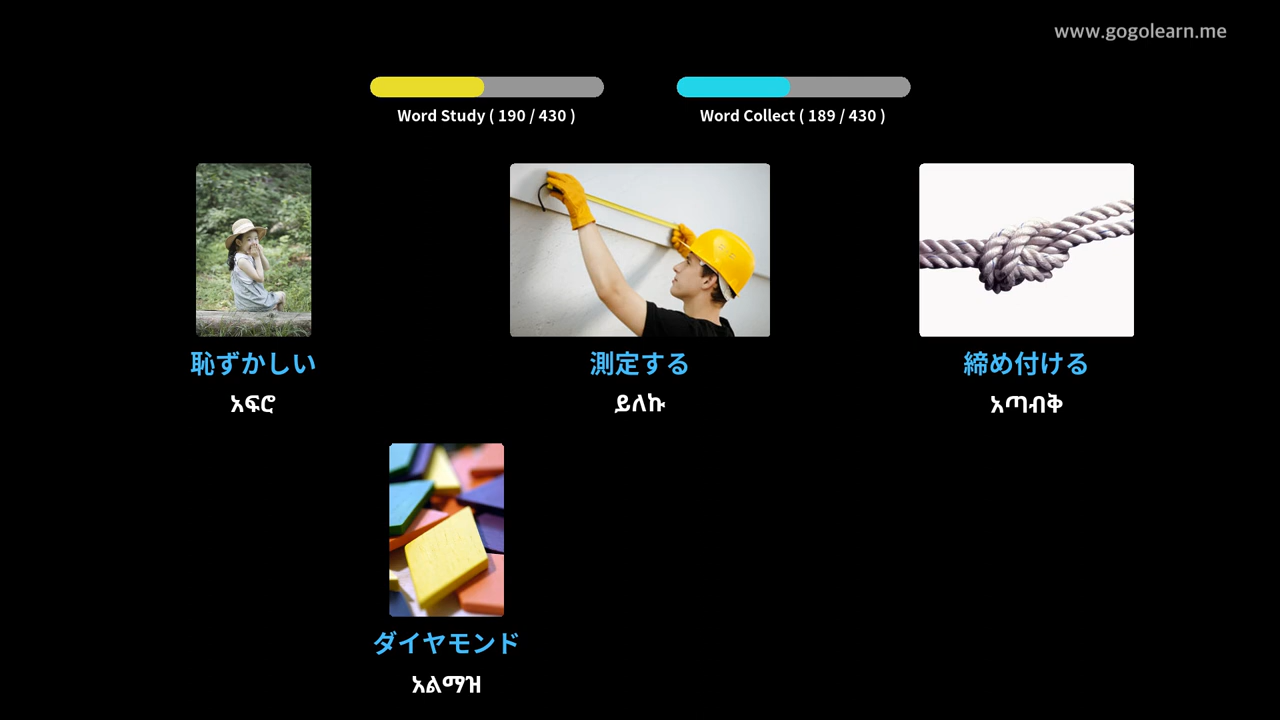 www.gogolearn.me
Word Study ( 190 / 430 )
Word Collect ( 189 / 430 )
恥ずかしい
測定する
締め付ける
አፍሮ
ይለኩ
አጣብቅ
ダイヤモンド
አልማዝ